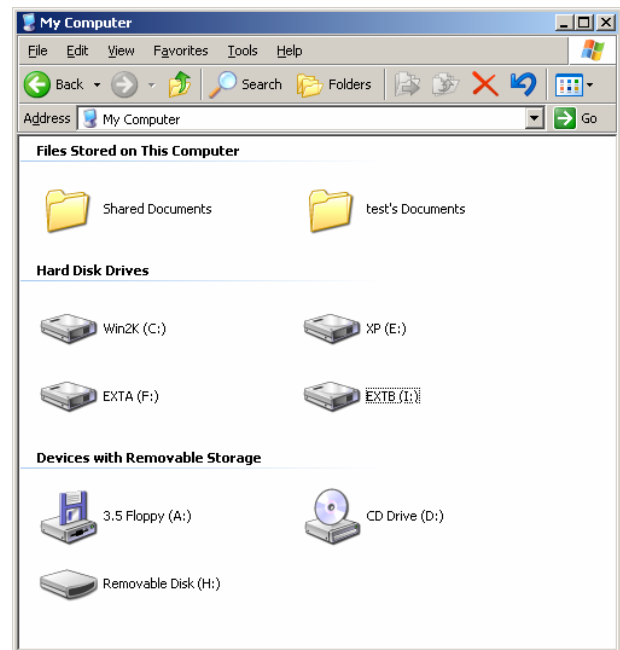 My Computer
File Edit View Favorites Tools Help
Back Search Folders
Address My Computer Go
Files Stored on This Computer
Shared Documents test's Documents
Hard Disk Drives
Win2K (C:) XP (E:)
EXTA (F:) EXTB (I:)
Devices with Removable Storage
3.5 Floppy (A:) CD Drive (D:)
Removable Disk (H:)